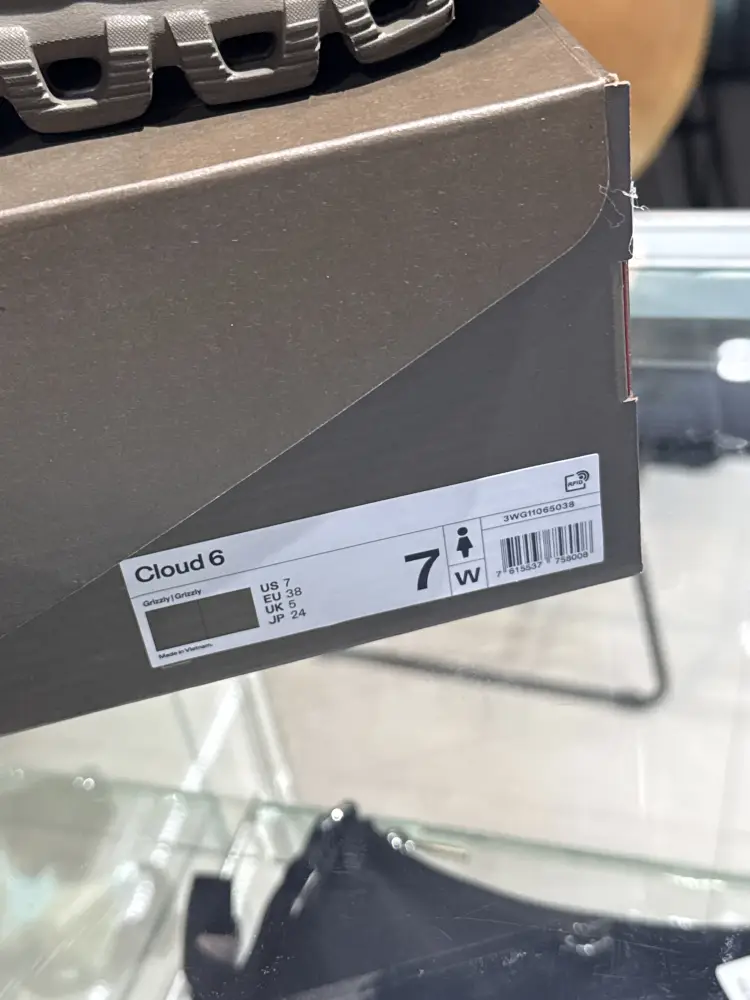 Cloud 6
Grizzly | Grizzly
Made in Vietnam
US 7
EU 38
UK 5
JP 24
7
W
RFID
3WG11065038
7 615537 758008